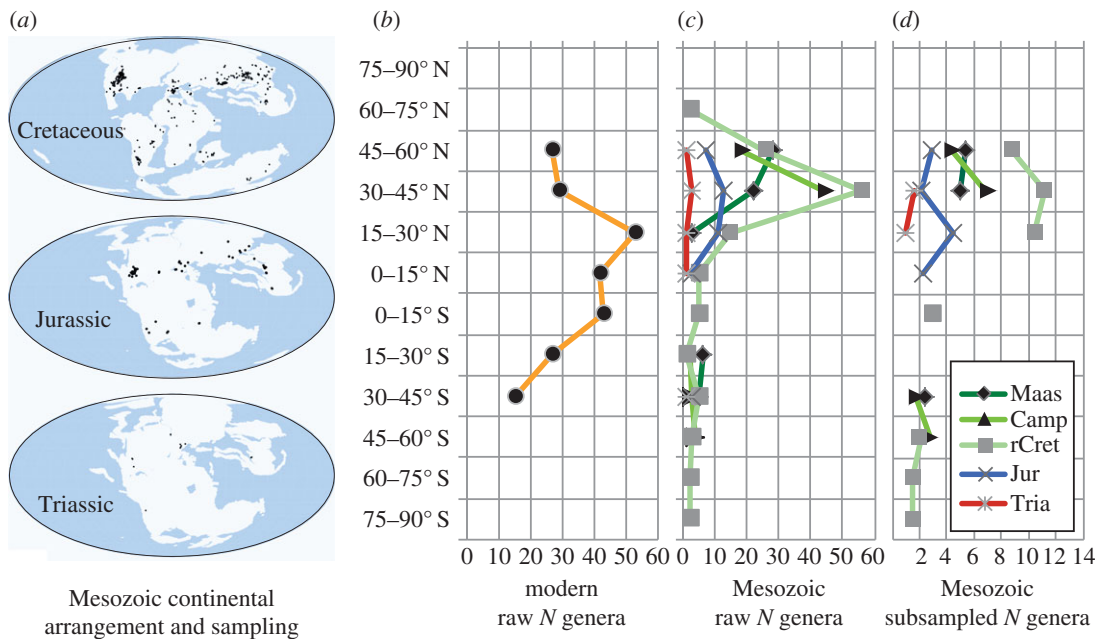 (a) (b) (c) (d)
Cretaceous
Jurassic
Triassic
Mesozoic continental
arrangement and sampling
75–90° N
60–75° N
45–60° N
30–45° N
15–30° N
0–15° N
0–15° S
15–30° S
30–45° S
45–60° S
60–75° S
75–90° S
0 10 20 30 40 50 60
modern
raw N genera
0 10 20 30 40 50 60
Mesozoic
raw N genera
2 4 6 8 10 12 14
Mesozoic
subsampled N genera
Maas
Camp
rCret
Jur
Tria